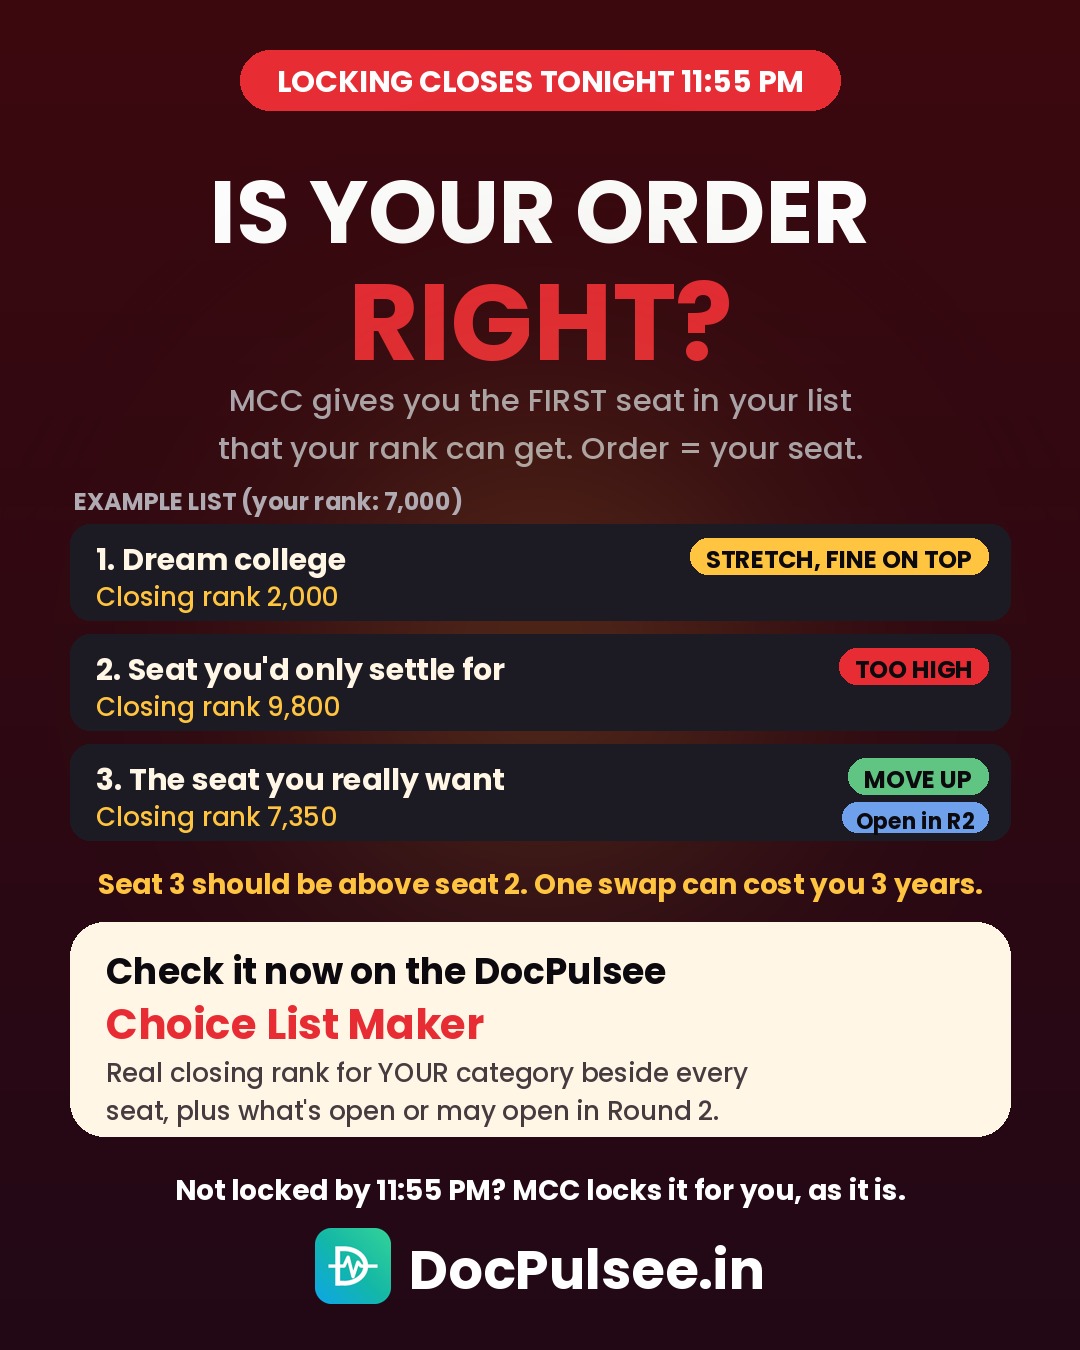 LOCKING CLOSES TONIGHT 11:55 PM
IS YOUR ORDER
RIGHT?
MCC gives you the FIRST seat in your list
that your rank can get. Order = your seat.
EXAMPLE LIST (your rank: 7,000)
1. Dream college
STRETCH, FINE ON TOP
Closing rank 2,000
2. Seat you'd only settle for
TOO HIGH
Closing rank 9,800
3. The seat you really want
MOVE UP
Closing rank 7,350
Open in R2
Seat 3 should be above seat 2. One swap can cost you 3 years.
Check it now on the DocPulsee
Choice List Maker
Real closing rank for YOUR category beside every
seat, plus what's open or may open in Round 2.
Not locked by 11:55 PM? MCC locks it for you, as it is.
DocPulsee.in